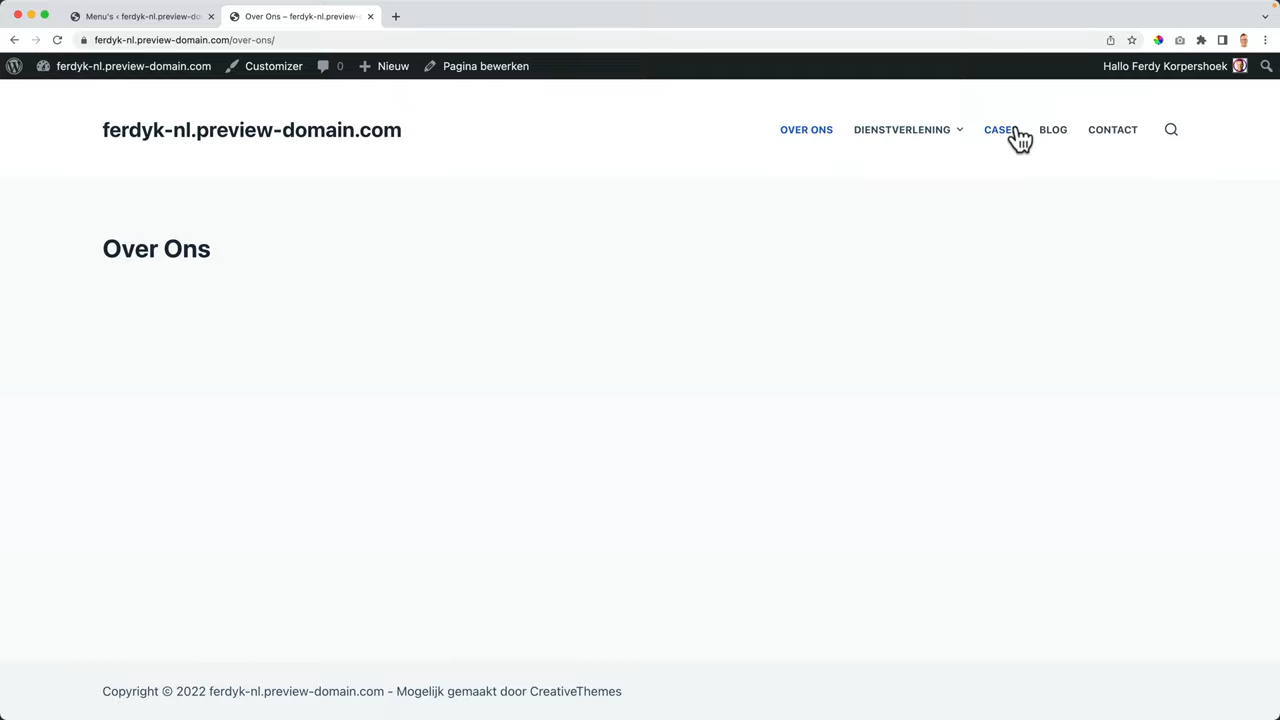 Menu's ‹ ferdyk-nl.preview-do
Over Ons – ferdyk-nl.preview-
ferdyk-nl.preview-domain.com/over-ons/
ferdyk-nl.preview-domain.com Customizer 0 Nieuw Pagina bewerken Hallo Ferdy Korpershoek
ferdyk-nl.preview-domain.com
OVER ONS DIENSTVERLENING CASE BLOG CONTACT
Over Ons
Copyright © 2022 ferdyk-nl.preview-domain.com - Mogelijk gemaakt door CreativeThemes